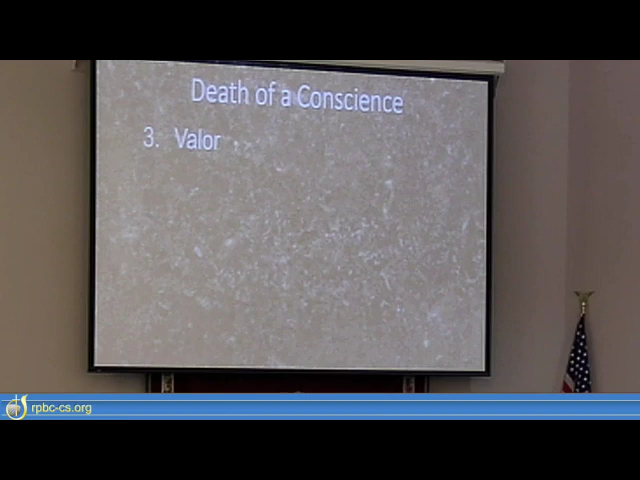 Death of a Conscience
3. Valor
rpbc-cs.org